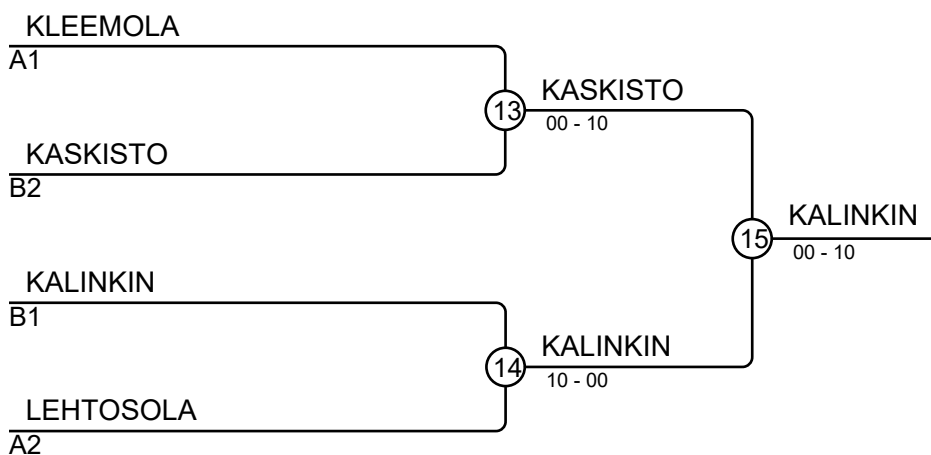 KLEEMOLA
A1
13
KASKISTO
00 - 10
KASKISTO
B2
15
KALINKIN
00 - 10
KALINKIN
B1
14
KALINKIN
10 - 00
LEHTOSOLA
A2